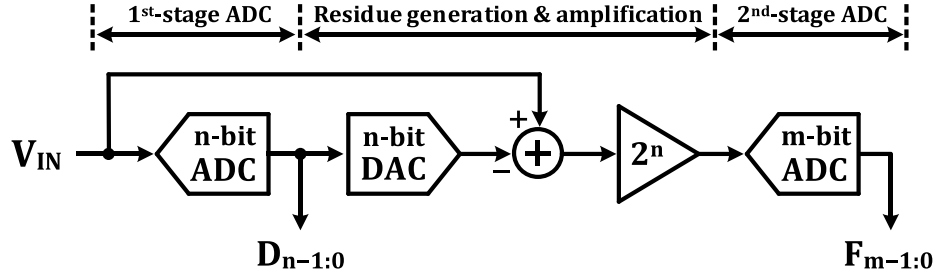 1st-stage ADC Residue generation & amplification 2nd-stage ADC
+
VIN n-bit ADC n-bit DAC − + 2n m-bit ADC
Dn−1:0 Fm−1:0